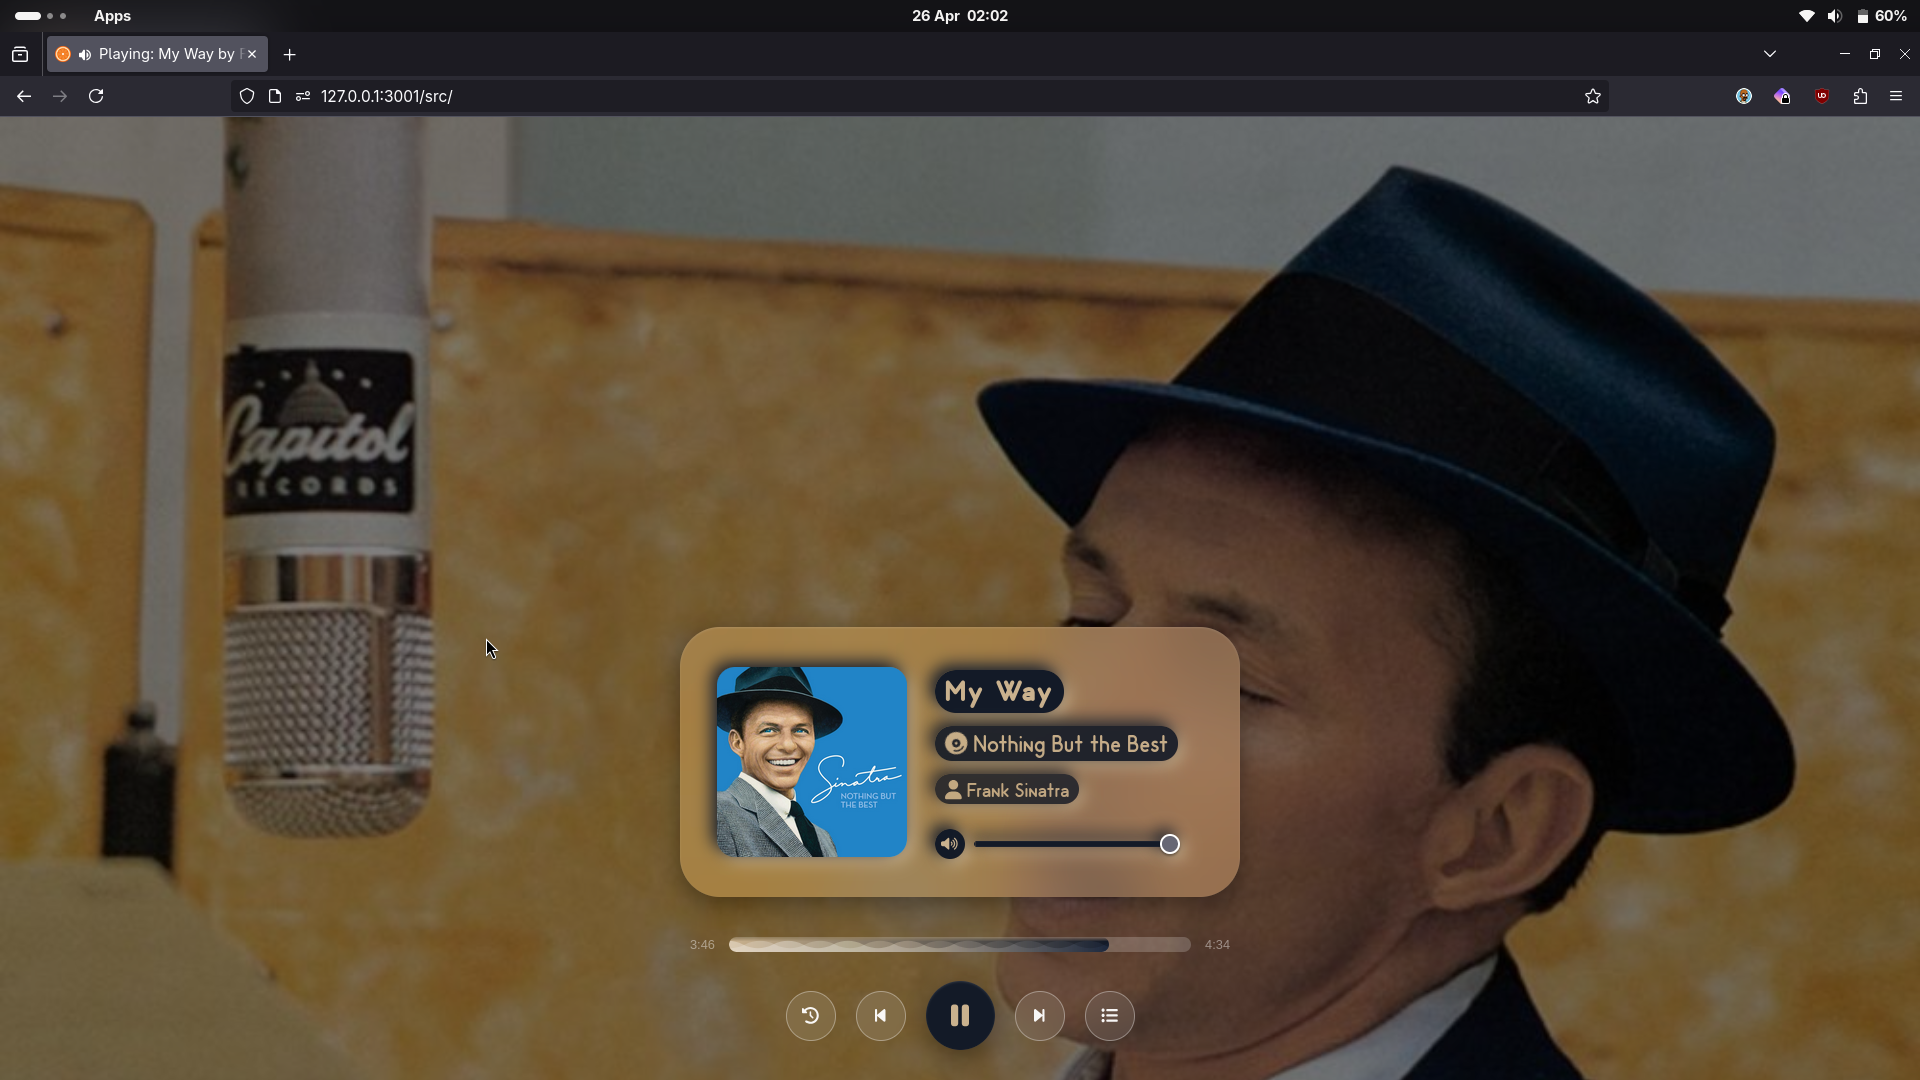 Apps
26 Apr 02:02
60%
Playing: My Way by
127.0.0.1:3001/src/
Capitol
RECORDS
My Way
Nothing But the Best
Frank Sinatra
Sinatra
NOTHING BUT
THE BEST
3:46
4:34